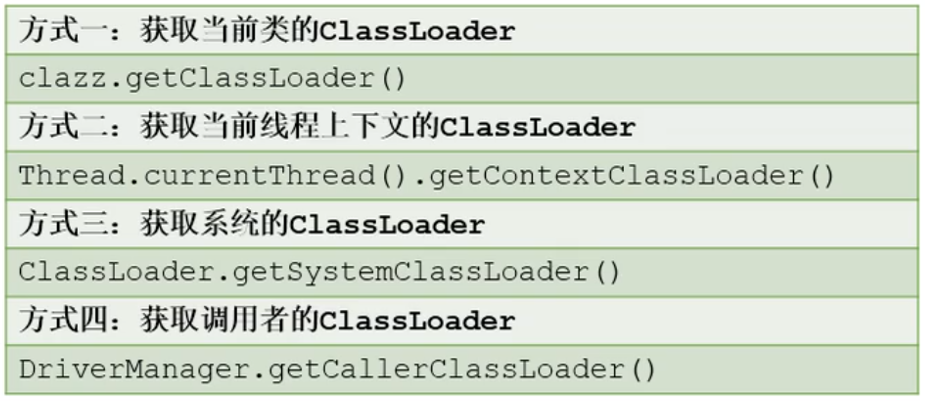 方式一：获取当前类的ClassLoader
clazz.getClassLoader()
方式二：获取当前线程上下文的ClassLoader
Thread.currentThread().getContextClassLoader()
方式三：获取系统的ClassLoader
ClassLoader.getSystemClassLoader()
方式四：获取调用者的ClassLoader
DriverManager.getCallerClassLoader()